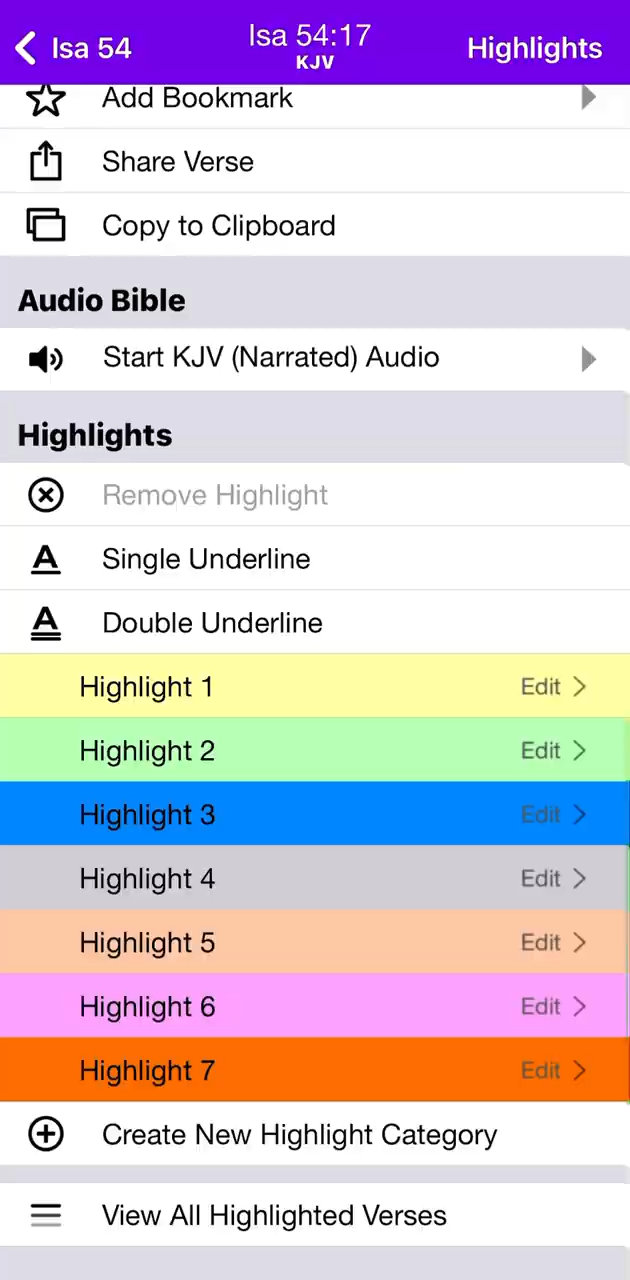 Isa 54
Isa 54:17
KJV
Highlights
Add Bookmark
Share Verse
Copy to Clipboard
Audio Bible
Start KJV (Narrated) Audio
Highlights
Remove Highlight
A Single Underline
A Double Underline
Highlight 1 Edit
Highlight 2 Edit
Highlight 3 Edit
Highlight 4 Edit
Highlight 5 Edit
Highlight 6 Edit
Highlight 7 Edit
Create New Highlight Category
View All Highlighted Verses